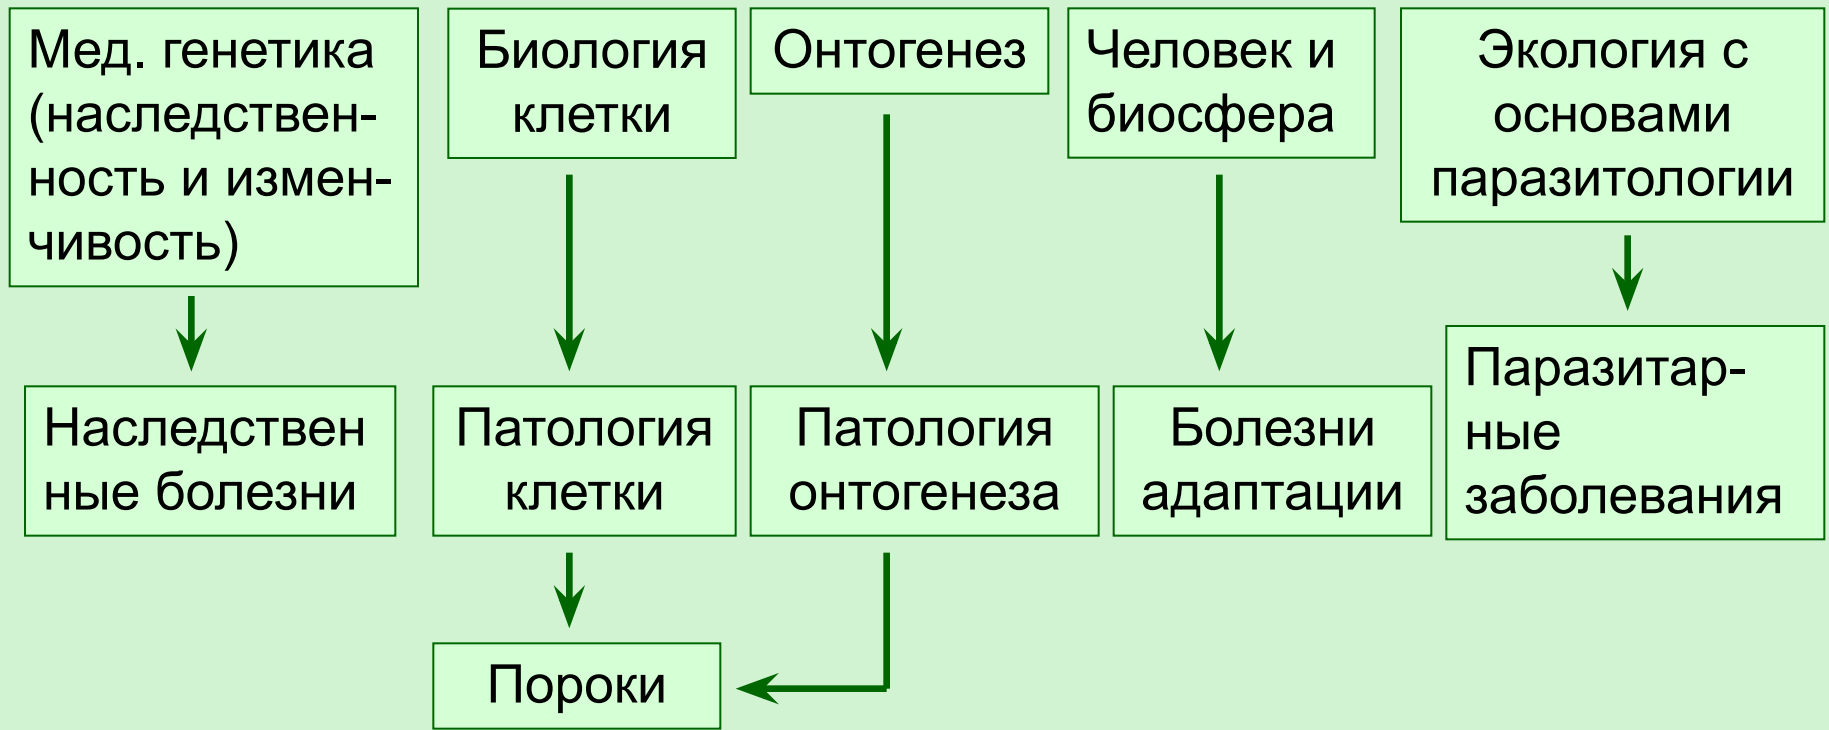 Мед. генетика
(наследствен-
ность и измен-
чивость)
Биология
клетки
Онтогенез
Человек и
биосфера
Экология с
основами
паразитологии
Наследствен
ные болезни
Патология
клетки
Патология
онтогенеза
Болезни
адаптации
Паразитар-
ные
заболевания
Пороки